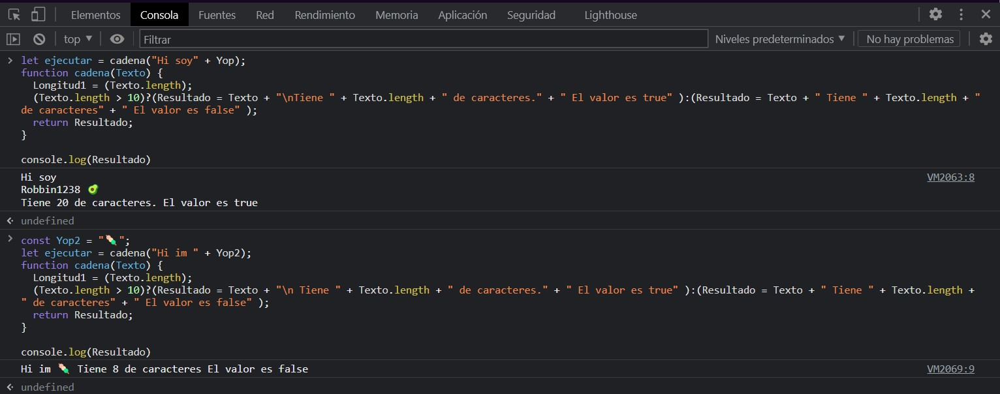 Elementos Consola Fuentes Red Rendimiento Memoria Aplicación Seguridad Lighthouse
top ▼ Filtrar Niveles predeterminados ▼ No hay problemas
> let ejecutar = cadena("Hi soy" + Yop);
function cadena(Texto) {
  Longitud1 = (Texto.length);
  (Texto.length > 10)?(Resultado = Texto + "\nTiene " + Texto.length + " de caracteres." + " El valor es true" ):(Resultado = Texto + " Tiene " + Texto.length + "
de caracteres" + " El valor es false" );
  return Resultado;
}
console.log(Resultado)
Hi soy VM2063:8
Robbin1238 🥑
Tiene 20 de caracteres. El valor es true
undefined
> const Yop2 = "🍡";
let ejecutar = cadena("Hi im " + Yop2);
function cadena(Texto) {
  Longitud1 = (Texto.length);
  (Texto.length > 10)?(Resultado = Texto + "\n Tiene " + Texto.length + " de caracteres." + " El valor es true" ):(Resultado = Texto + " Tiene " + Texto.length +
" de caracteres" + " El valor es false" );
  return Resultado;
}
console.log(Resultado)
Hi im 🍡 Tiene 8 de caracteres El valor es false VM2069:9
undefined